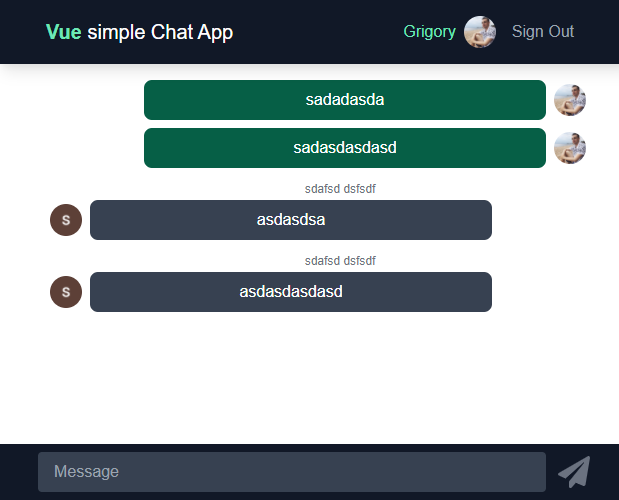 Vue simple Chat App
Grigory
Sign Out
sadadasda
sadasdasdasd
sdafsd dsfsdf
S
asdasdsa
sdafsd dsfsdf
S
asdasdasdasd
Message